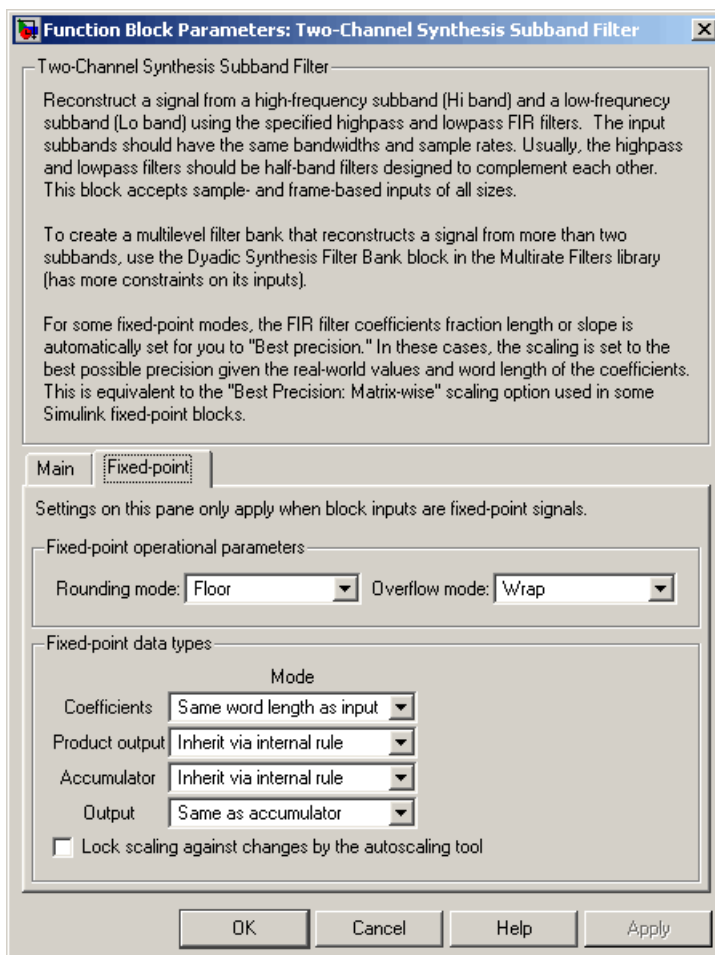 Function Block Parameters: Two-Channel Synthesis Subband Filter
Two-Channel Synthesis Subband Filter
Reconstruct a signal from a high-frequency subband (Hi band) and a low-frequnecy
subband (Lo band) using the specified highpass and lowpass FIR filters.  The input
subbands should have the same bandwidths and sample rates. Usually, the highpass
and lowpass filters should be half-band filters designed to complement each other.
This block accepts sample- and frame-based inputs of all sizes.
To create a multilevel filter bank that reconstructs a signal from more than two
subbands, use the Dyadic Synthesis Filter Bank block in the Multirate Filters library
(has more constraints on its inputs).
For some fixed-point modes, the FIR filter coefficients fraction length or slope is
automatically set for you to "Best precision." In these cases, the scaling is set to the
best possible precision given the real-world values and word length of the coefficients.
This is equivalent to the "Best Precision: Matrix-wise" scaling option used in some
Simulink fixed-point blocks.
Main Fixed-point
Settings on this pane only apply when block inputs are fixed-point signals.
Fixed-point operational parameters
Rounding mode: Floor Overflow mode: Wrap
Fixed-point data types
Mode
Coefficients Same word length as input
Product output Inherit via internal rule
Accumulator Inherit via internal rule
Output Same as accumulator
Lock scaling against changes by the autoscaling tool
OK Cancel Help Apply